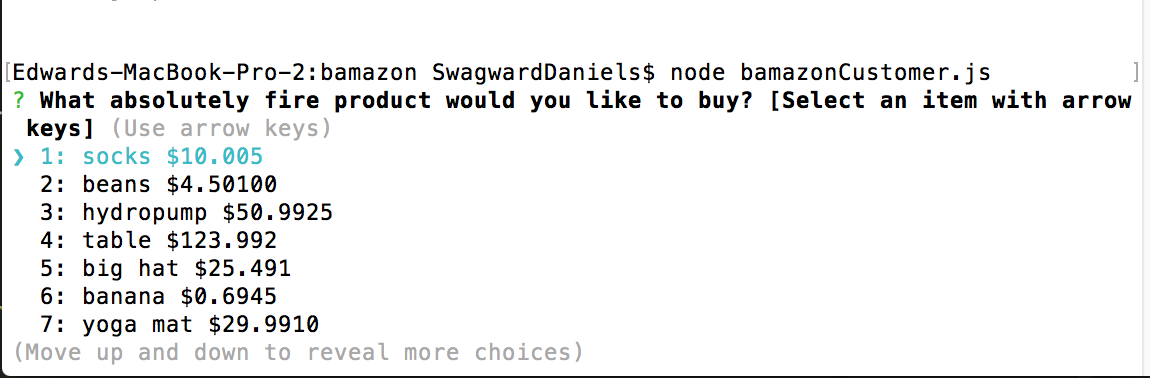 [Edwards-MacBook-Pro-2:bamazon SwagwardDaniels$ node bamazonCustomer.js ]
? What absolutely fire product would you like to buy? [Select an item with arrow
keys] (Use arrow keys)
❯ 1: socks $10.005
2: beans $4.50100
3: hydropump $50.9925
4: table $123.992
5: big hat $25.491
6: banana $0.6945
7: yoga mat $29.9910
(Move up and down to reveal more choices)